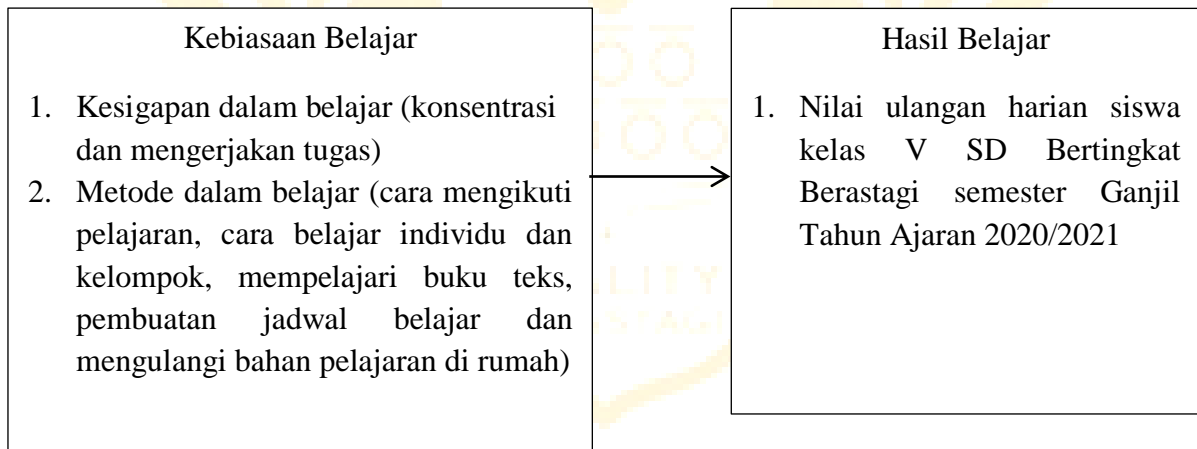 Kebiasaan Belajar
1. Kesigapan dalam belajar (konsentrasi
dan mengerjakan tugas)
2. Metode dalam belajar (cara mengikuti
pelajaran, cara belajar individu dan
kelompok, mempelajari buku teks,
pembuatan jadwal belajar dan
mengulangi bahan pelajaran di rumah)
Hasil Belajar
1. Nilai ulangan harian siswa
kelas V SD Bertingkat
Berastagi semester Ganjil
Tahun Ajaran 2020/2021